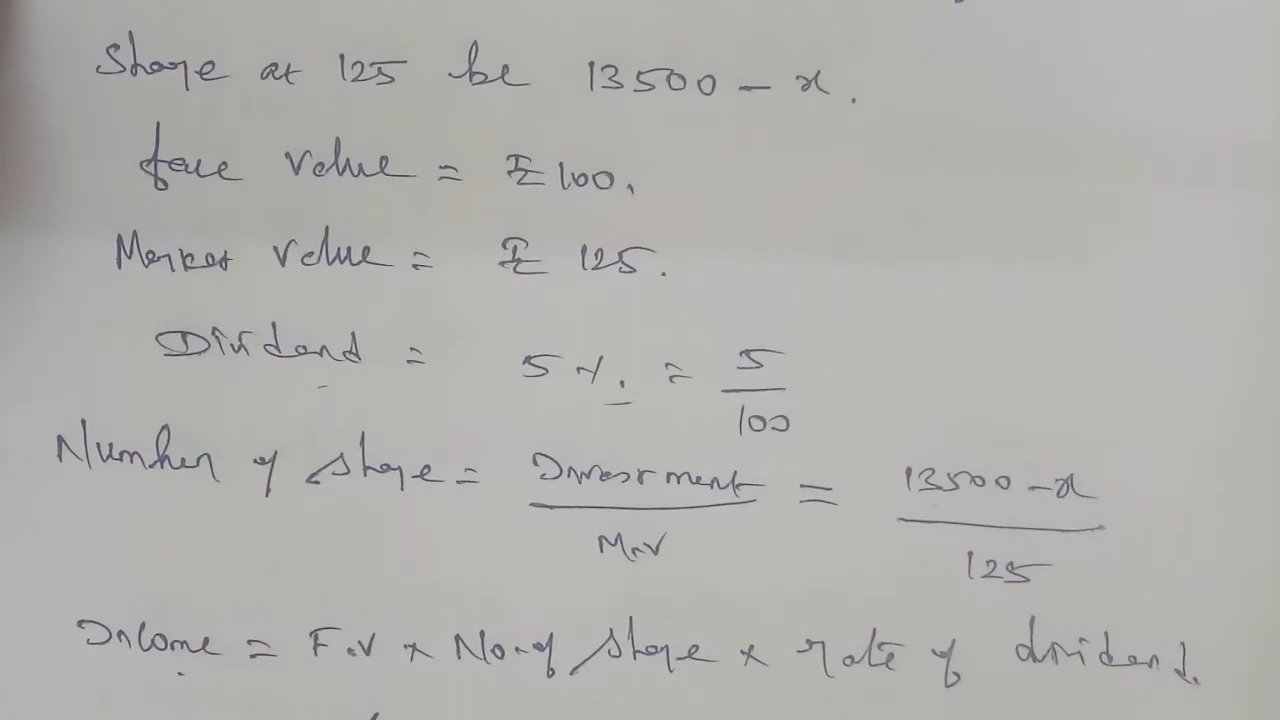 Share at 125 be 13500 - x.
face value = ₹ 100.
Market value = ₹ 125.
Dividend = 5 %. = 5/100
Number of share = Investment/M.V = 13500 - x/125
Income = F.V × No. of share × rate of dividend.